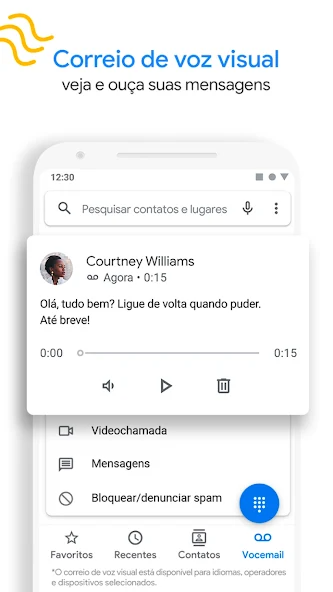 Correio de voz visual
veja e ouça suas mensagens
12:30
Pesquisar contatos e lugares
Courtney Williams
Agora • 0:15
Olá, tudo bem? Ligue de volta quando puder.
Até breve!
0:00
0:15
Videochamada
Mensagens
Bloquear/denunciar spam
Favoritos
Recentes
Contatos
Vocemail
*O correio de voz visual está disponível para idiomas, operadores
e dispositivos selecionados.